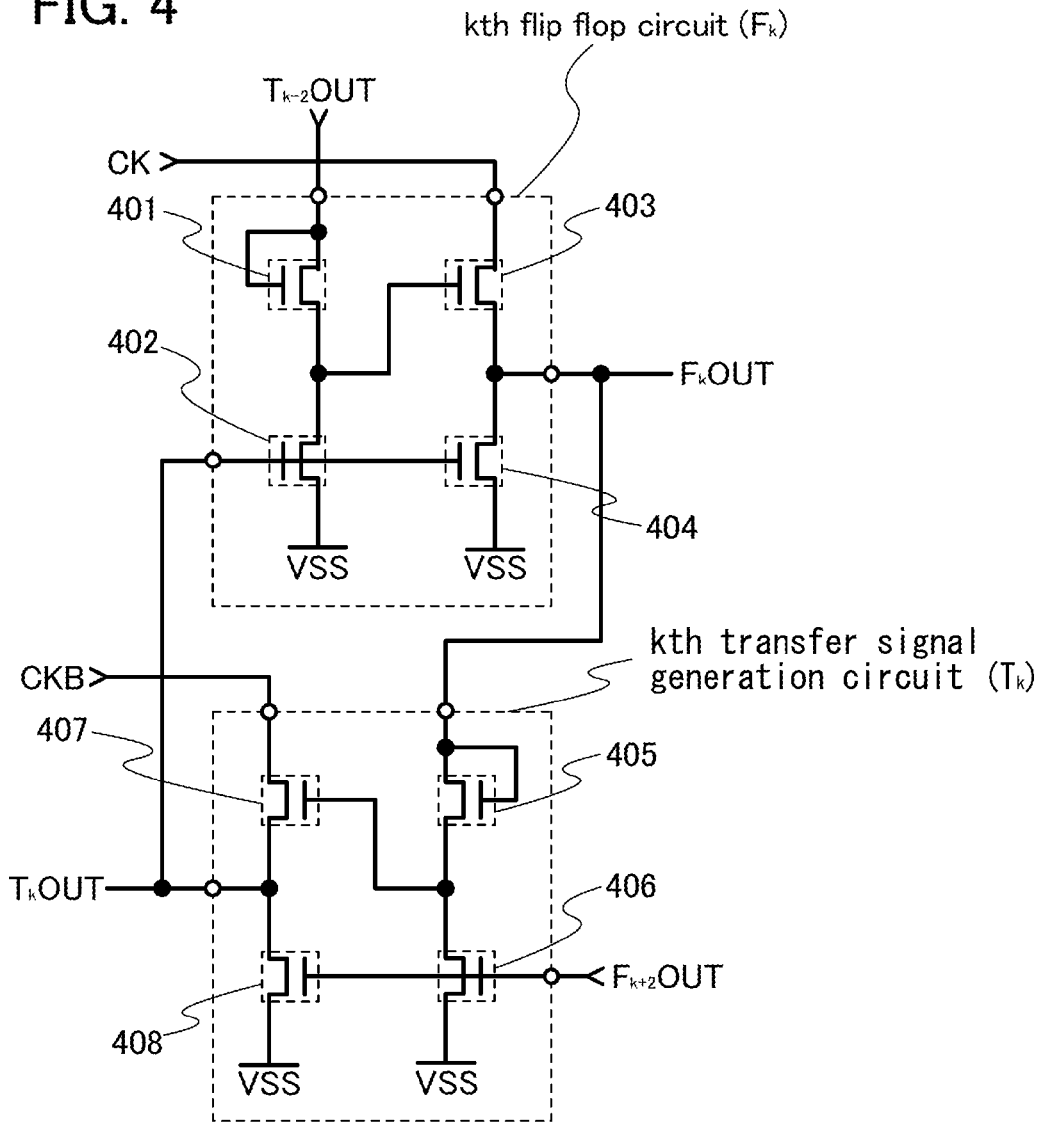 FIG. 4
kth flip flop circuit (Fk)
Tk-2OUT
CK
401
403
402
FkOUT
404
VSS
VSS
kth transfer signal
generation circuit (Tk)
CKB
407
405
TkOUT
406
Fk+2OUT
408
VSS
VSS